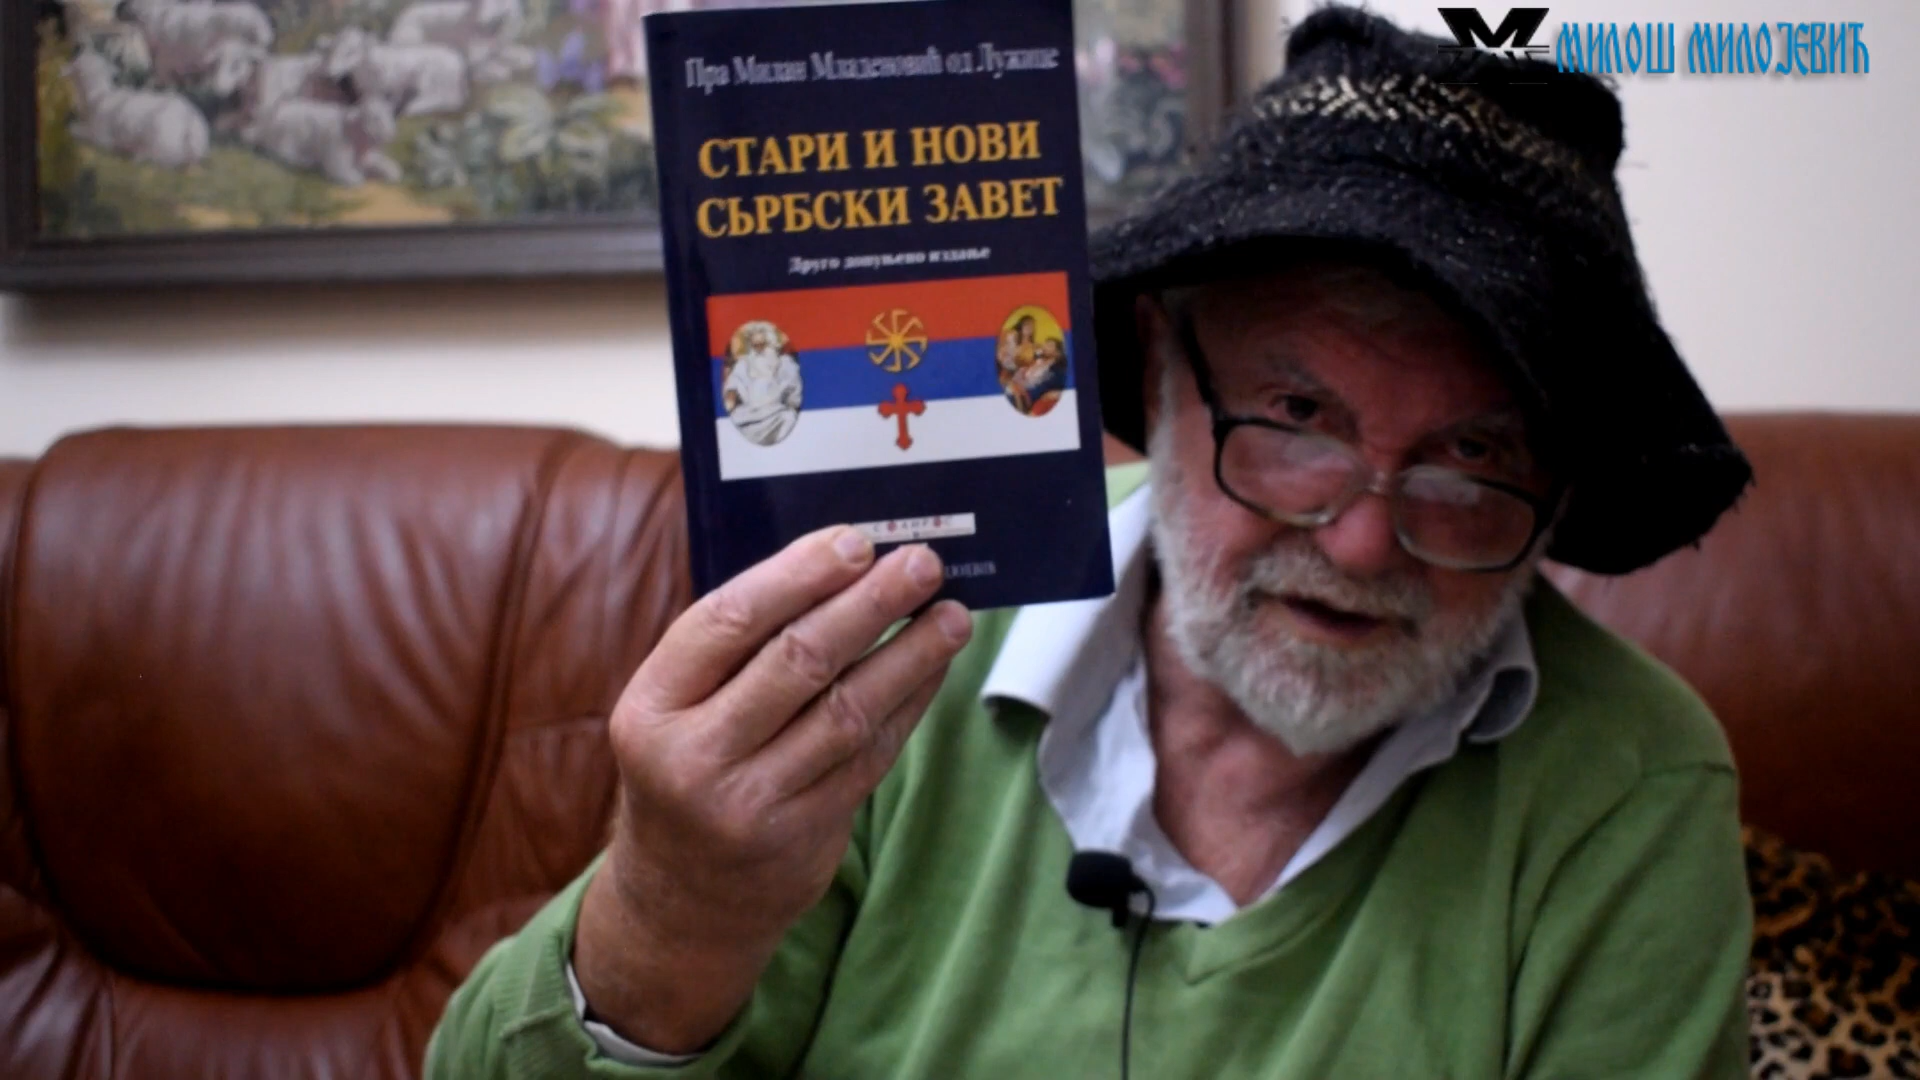 МИЛОШ МИЛОЈЕВИЋ
Пра Милан Младеновић од Лужице
СТАРИ И НОВИ
СЪРБСКИ ЗАВЕТ
Друго допуњено издање